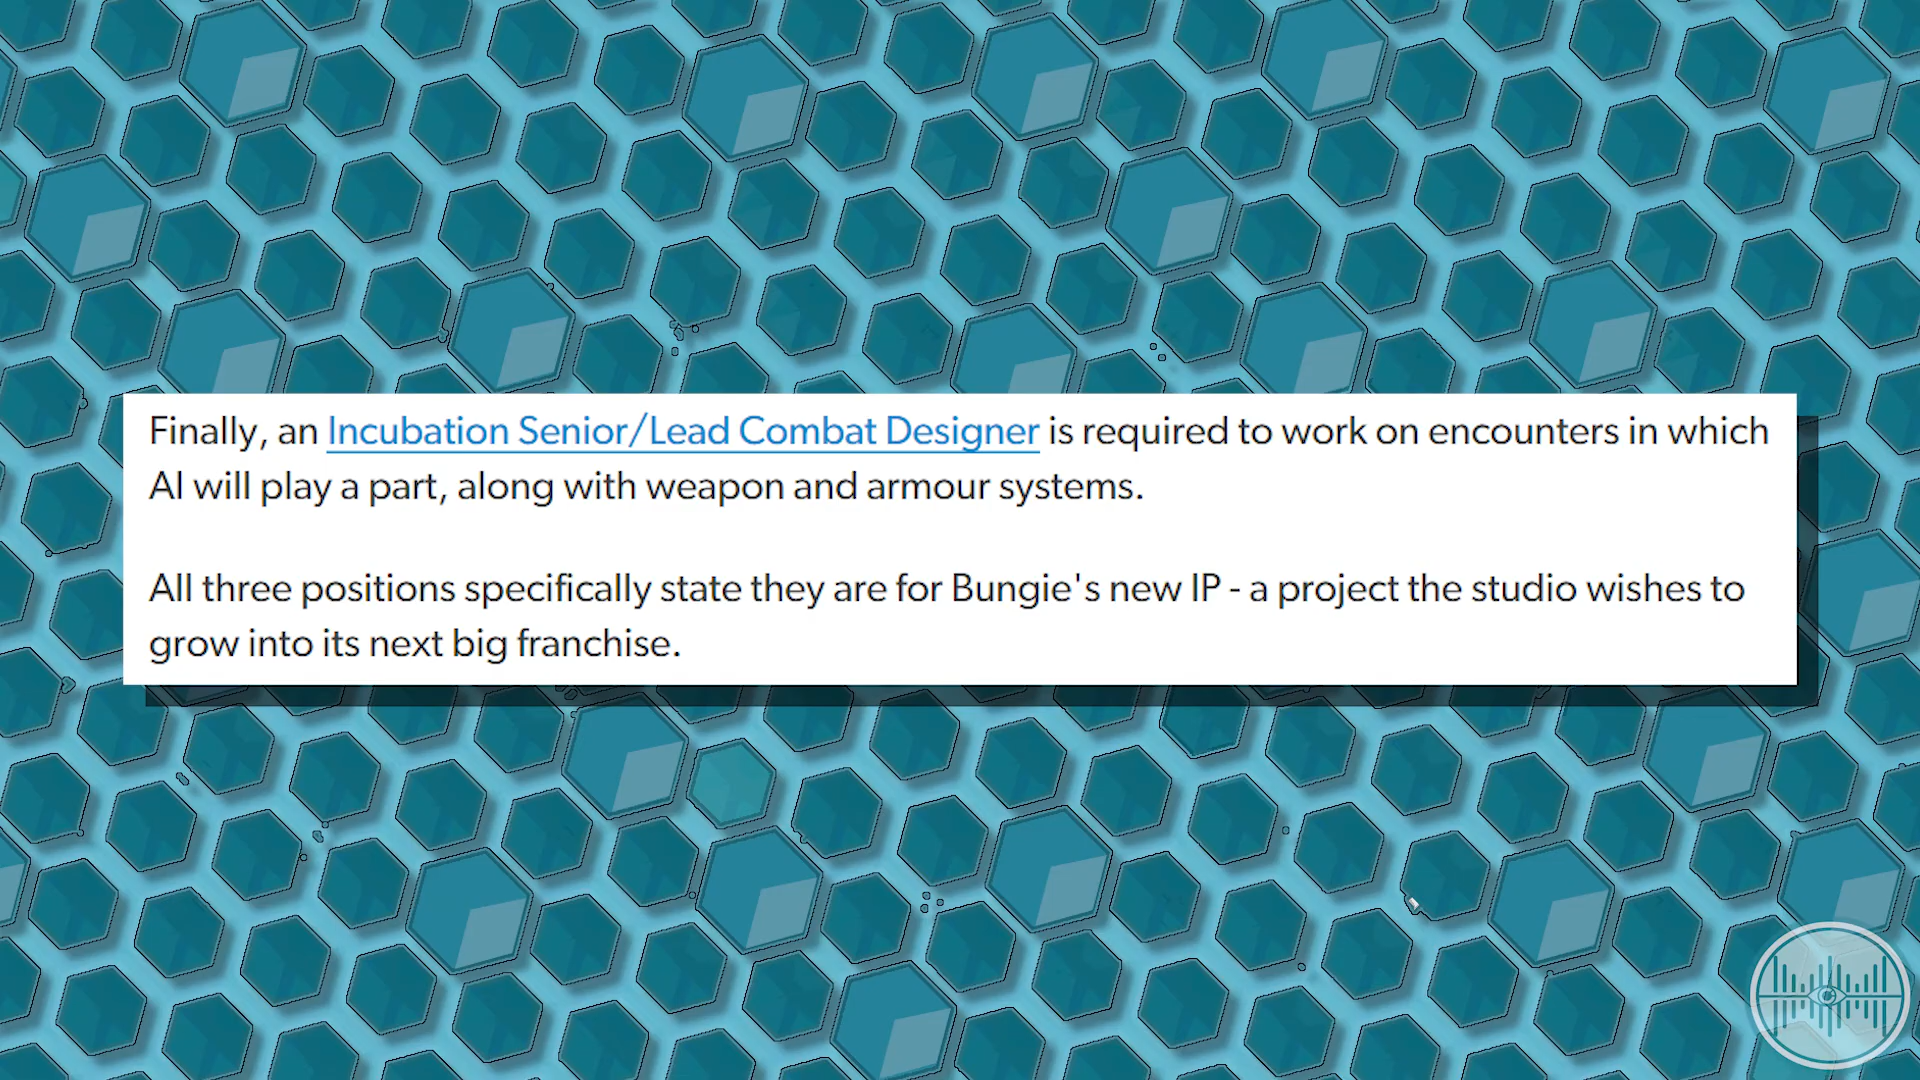 Finally, an Incubation Senior/Lead Combat Designer is required to work on encounters in which
AI will play a part, along with weapon and armour systems.
All three positions specifically state they are for Bungie's new IP - a project the studio wishes to
grow into its next big franchise.